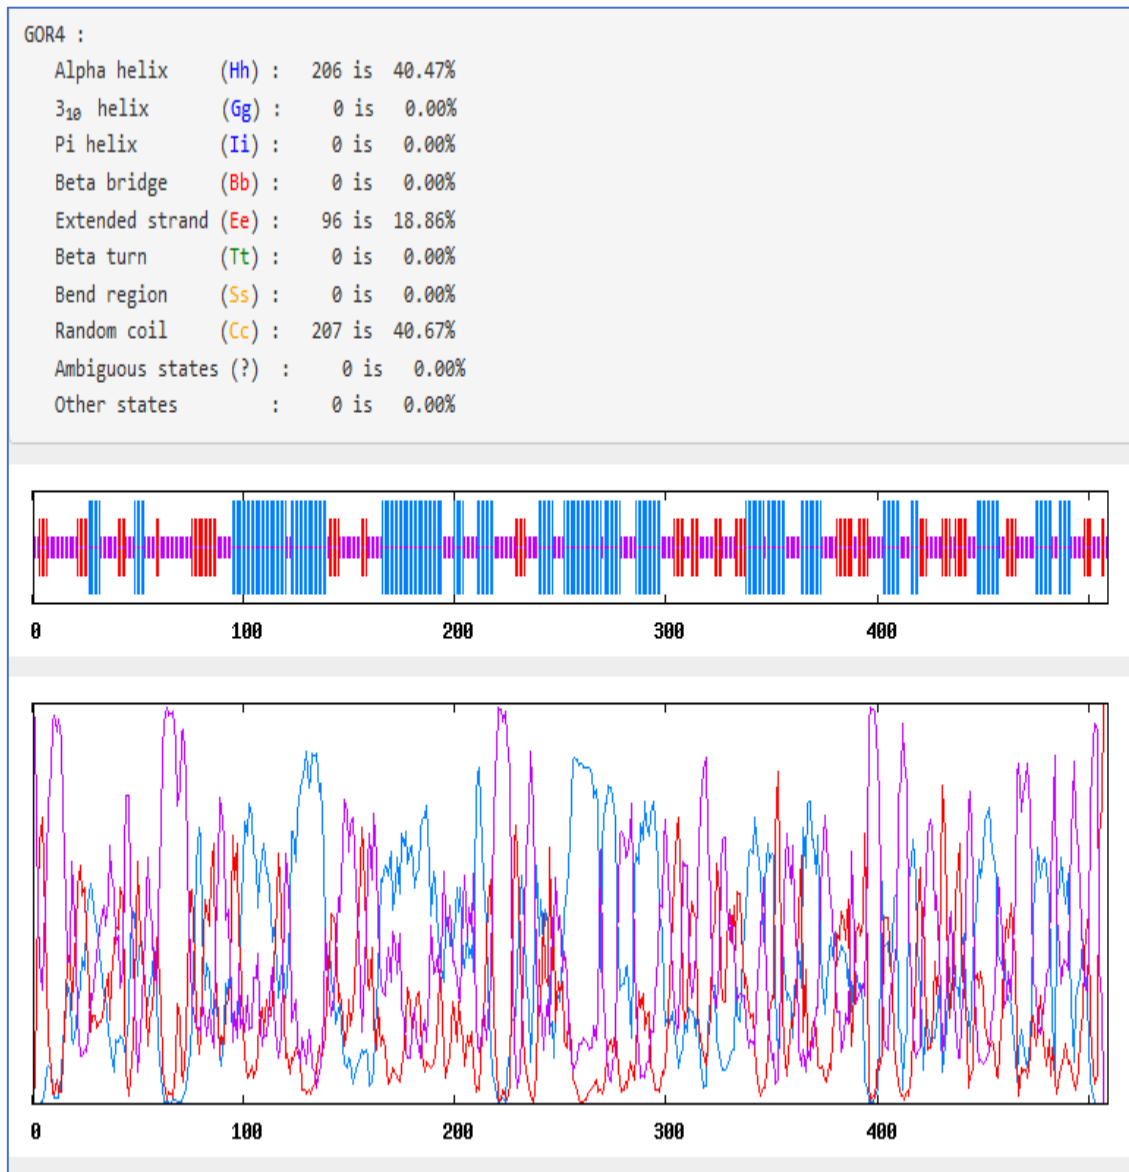 GOR4 :
Alpha helix (Hh) : 206 is 40.47%
3₁₀ helix (Gg) : 0 is 0.00%
Pi helix (Ii) : 0 is 0.00%
Beta bridge (Bb) : 0 is 0.00%
Extended strand (Ee) : 96 is 18.86%
Beta turn (Tt) : 0 is 0.00%
Bend region (Ss) : 0 is 0.00%
Random coil (Cc) : 207 is 40.67%
Ambiguous states (?) : 0 is 0.00%
Other states : 0 is 0.00%
0 100 200 300 400
0 100 200 300 400